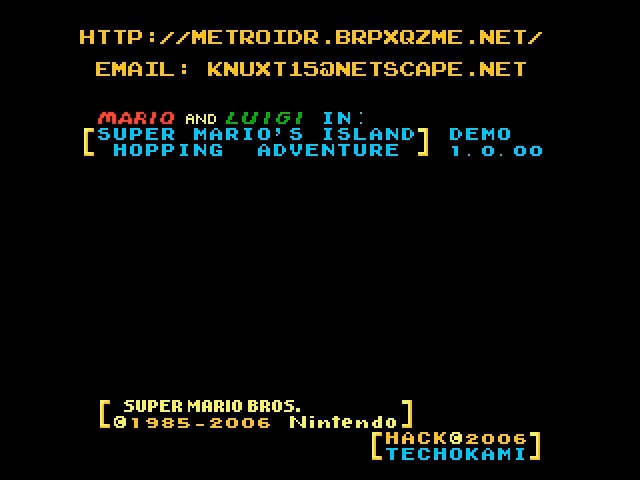 HTTP://METROIDR.BRPXQZME.NET/
EMAIL: KNUXT15@NETSCAPE.NET
MARIO AND LUIGI IN:
[SUPER MARIO'S ISLAND] DEMO
HOPPING ADVENTURE 1.0.00
[SUPER MARIO BROS.
©1985-2006 Nintendo]
[HACK©2006]
TECHOKAMI